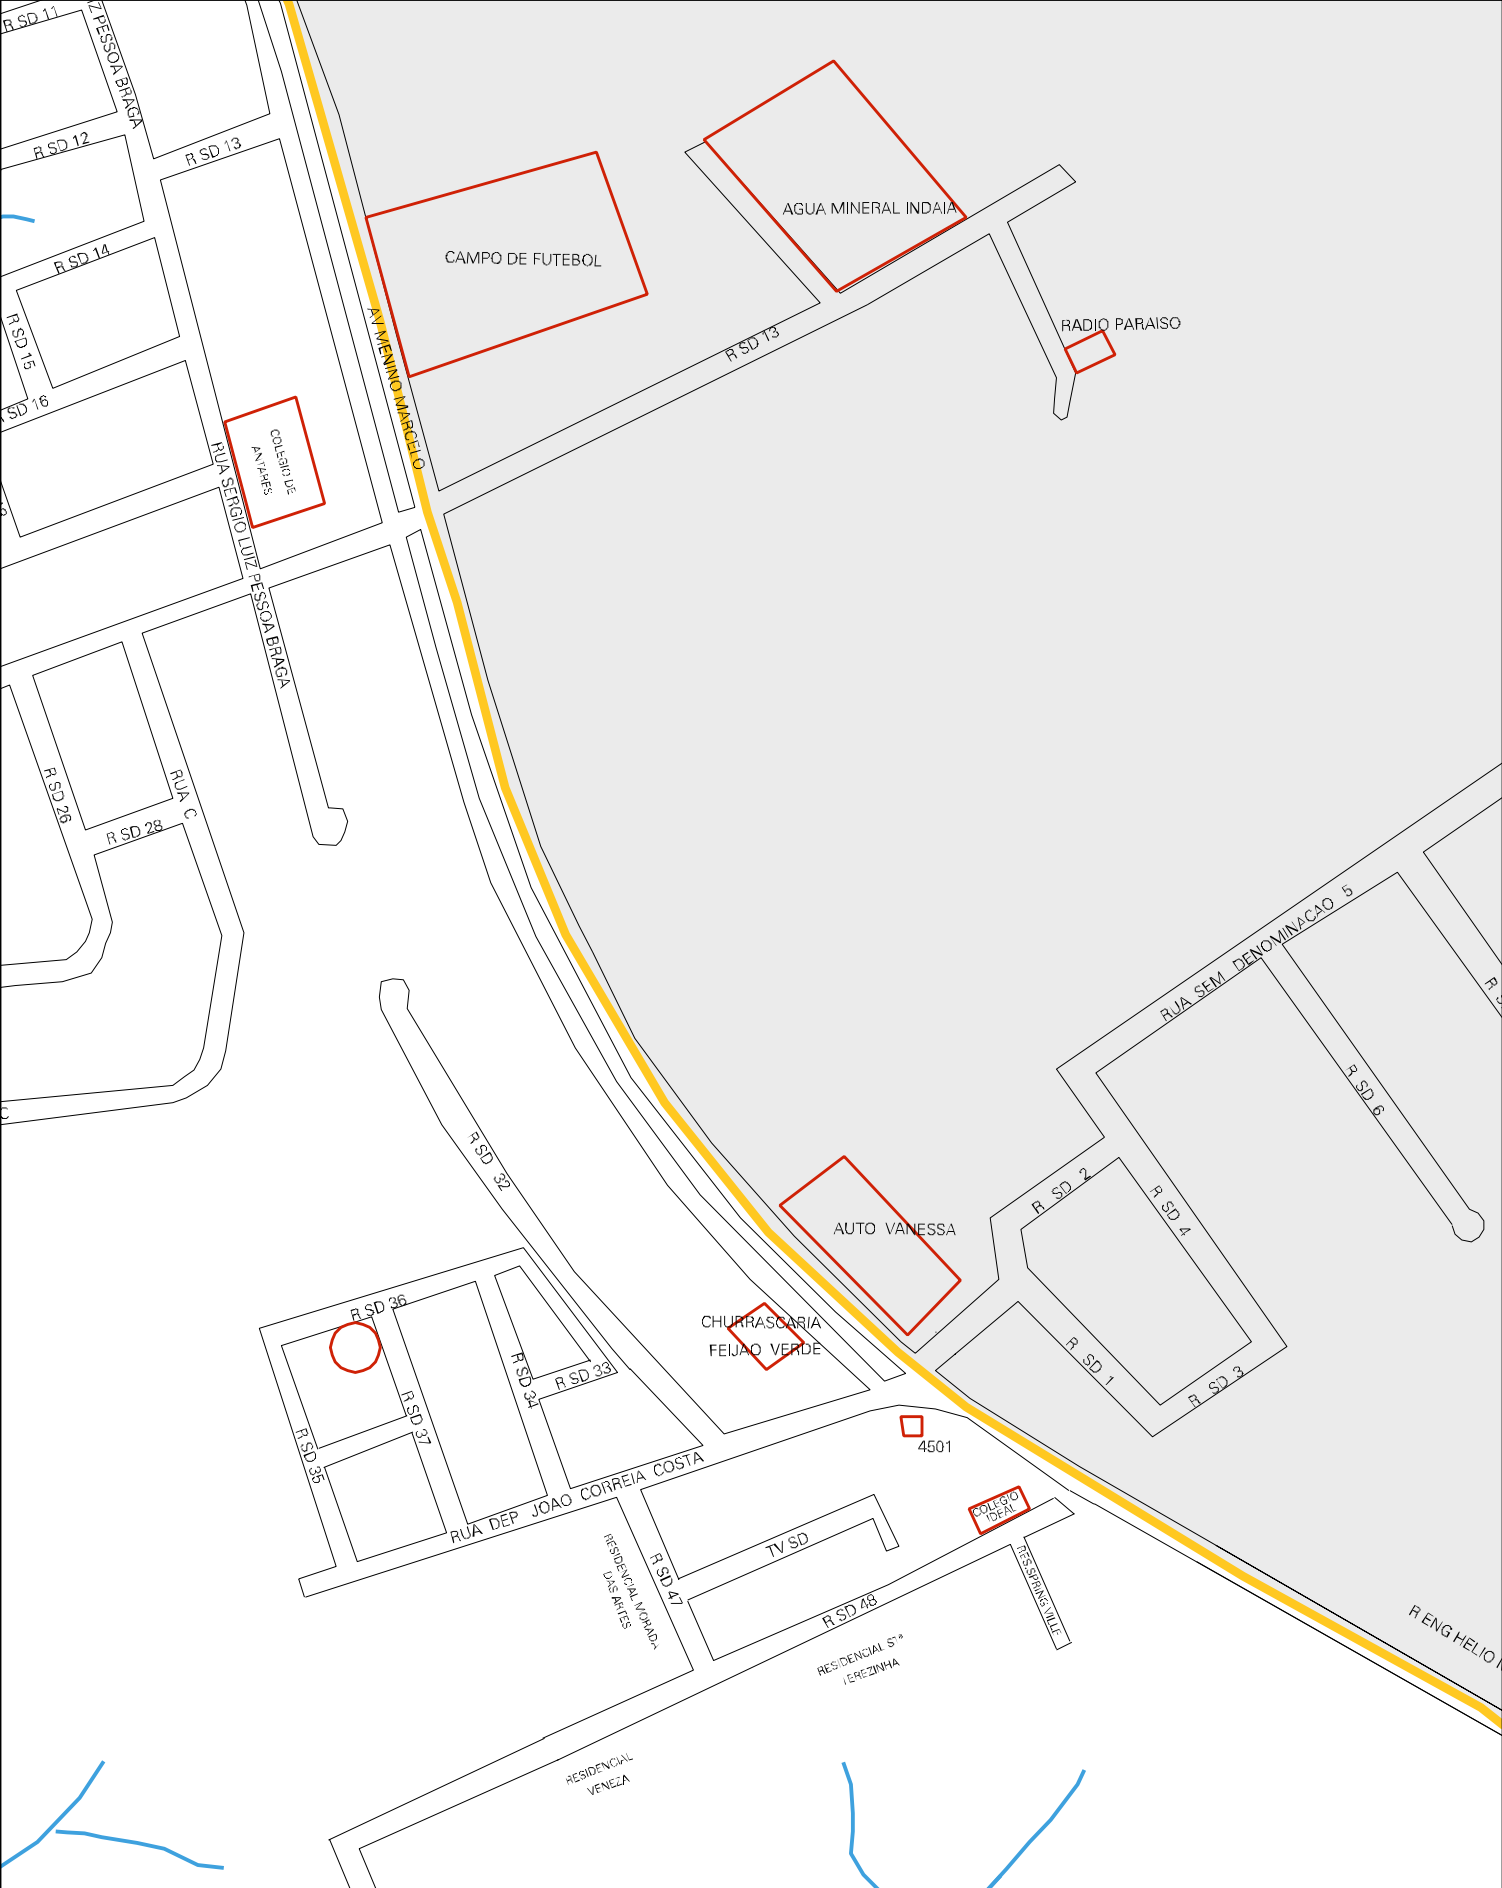 R SD 11
Z PESSOA BRAGA
R SD 12
R SD 13
AGUA MINERAL INDAIA
R SD 14
CAMPO DE FUTEBOL
R SD 15
RADIO PARAISO
R SD 13
AV MENINO MARCELO
SD 16
COLEGIO DE
ANTARES
RUA SERGIO LUIZ PESSOA BRAGA
R SD 26
RUA C
R SD 28
RUA SEM DENOMINACAO 5
R SD 6
C
R SD 32
R SD 2
R SD 4
AUTO VANESSA
R SD 36
CHURRASCARIA
FEIJAO VERDE
R SD 33
R SD 34
R SD 1
R SD 3
R SD 37
R SD 35
4501
RUA DEP JOAO CORREIA COSTA
COLEGIO
IDEAL
TV SD
R SD 47
RESIDENCIAL MORADA
DAS ARTES
RES.SPRING VILLE
R SD 48
RESIDENCIAL STª
TEREZINHA
R ENG HELIO
RESIDENCIAL
VENEZA